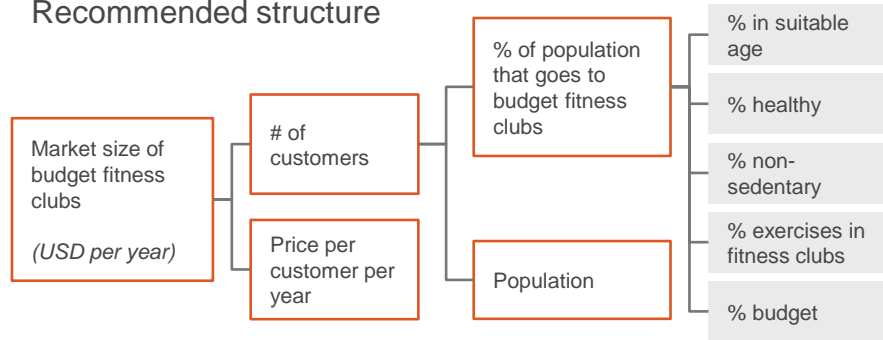 Recommended structure
Market size of
budget fitness
clubs
(USD per year)
# of
customers
Price per
customer per
year
% of population
that goes to
budget fitness
clubs
Population
% in suitable
age
% healthy
% non-
sedentary
% exercises in
fitness clubs
% budget